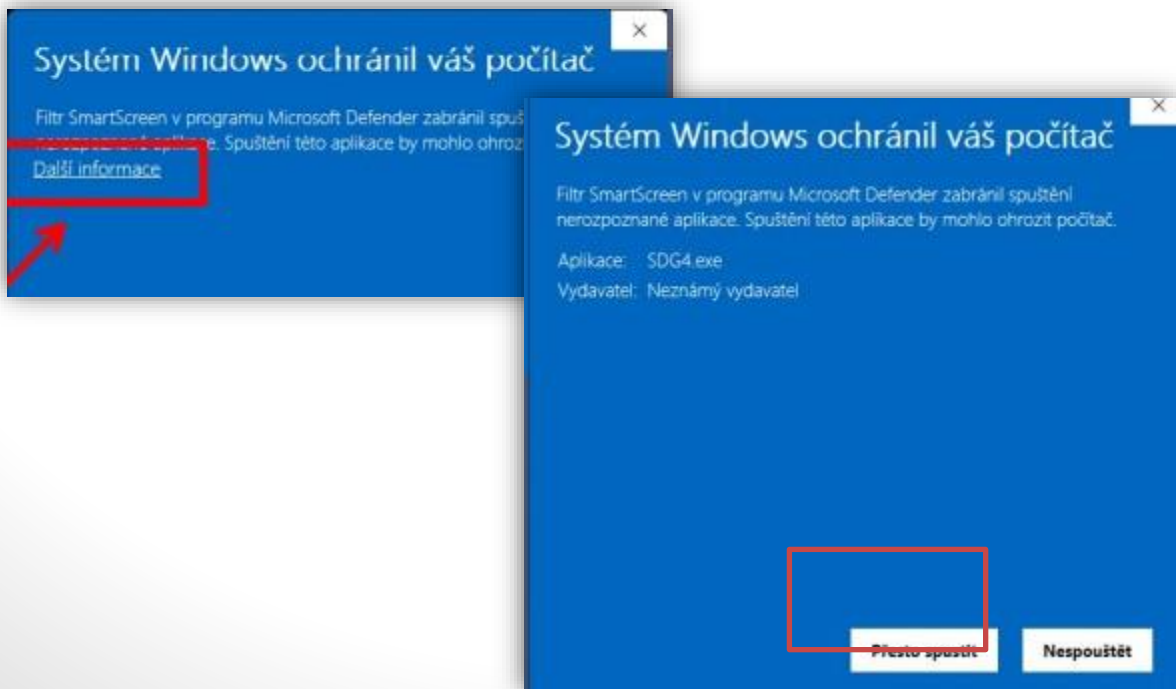 Systém Windows ochránil váš počítač
Filtr SmartScreen v programu Microsoft Defender zabránil
nerozpoznané aplikace. Spuštění této aplikace by mohlo
Další informace
Systém Windows ochránil váš počítač
Filtr SmartScreen v programu Microsoft Defender zabránil spuštění
nerozpoznané aplikace. Spuštění této aplikace by mohlo ohrozit počítač.
Aplikace: SDG4.exe
Vydavatel: Neznámý vydavatel
Přesto spustit Nespouštět